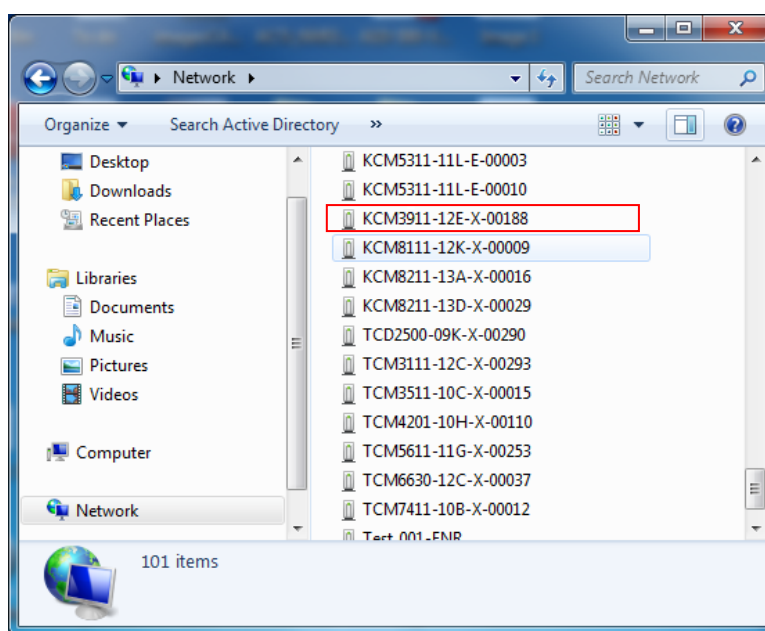 Network
Search Network
Organize
Search Active Directory
»
Desktop
Downloads
Recent Places
Libraries
Documents
Music
Pictures
Videos
Computer
Network
KCM5311-11L-E-00003
KCM5311-11L-E-00010
KCM3911-12E-X-00188
KCM8111-12K-X-00009
KCM8211-13A-X-00016
KCM8211-13D-X-00029
TCD2500-09K-X-00290
TCM3111-12C-X-00293
TCM3511-10C-X-00015
TCM4201-10H-X-00110
TCM5611-11G-X-00253
TCM6630-12C-X-00037
TCM7411-10B-X-00012
Test 001-ENR
101 items